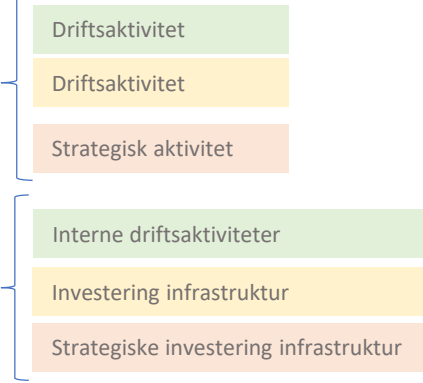 Driftsaktivitet
Driftsaktivitet
Strategisk aktivitet
Interne driftsaktiviteter
Investering infrastruktur
Strategiske investering infrastruktur